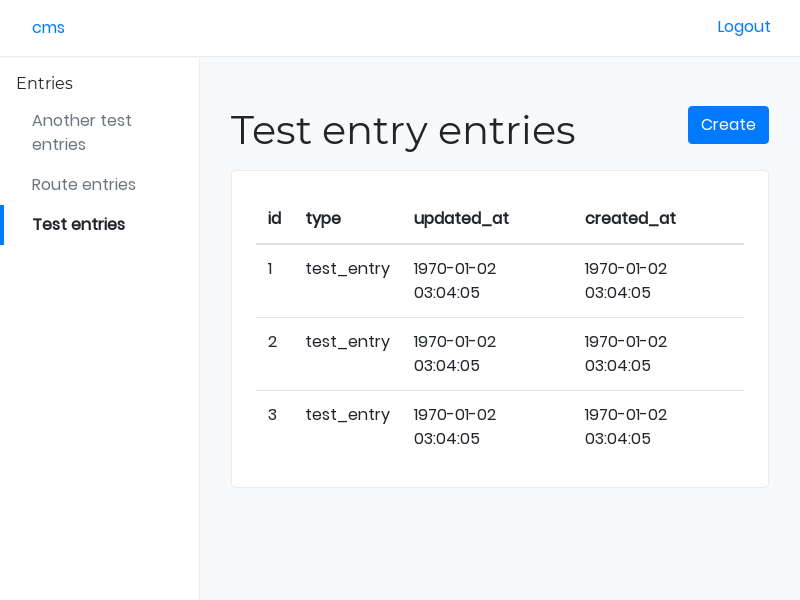 cms
Logout
Entries
Another test
entries
Route entries
Test entries
Test entry entries
Create
id type updated_at created_at
1 test_entry 1970-01-02 1970-01-02
03:04:05 03:04:05
2 test_entry 1970-01-02 1970-01-02
03:04:05 03:04:05
3 test_entry 1970-01-02 1970-01-02
03:04:05 03:04:05